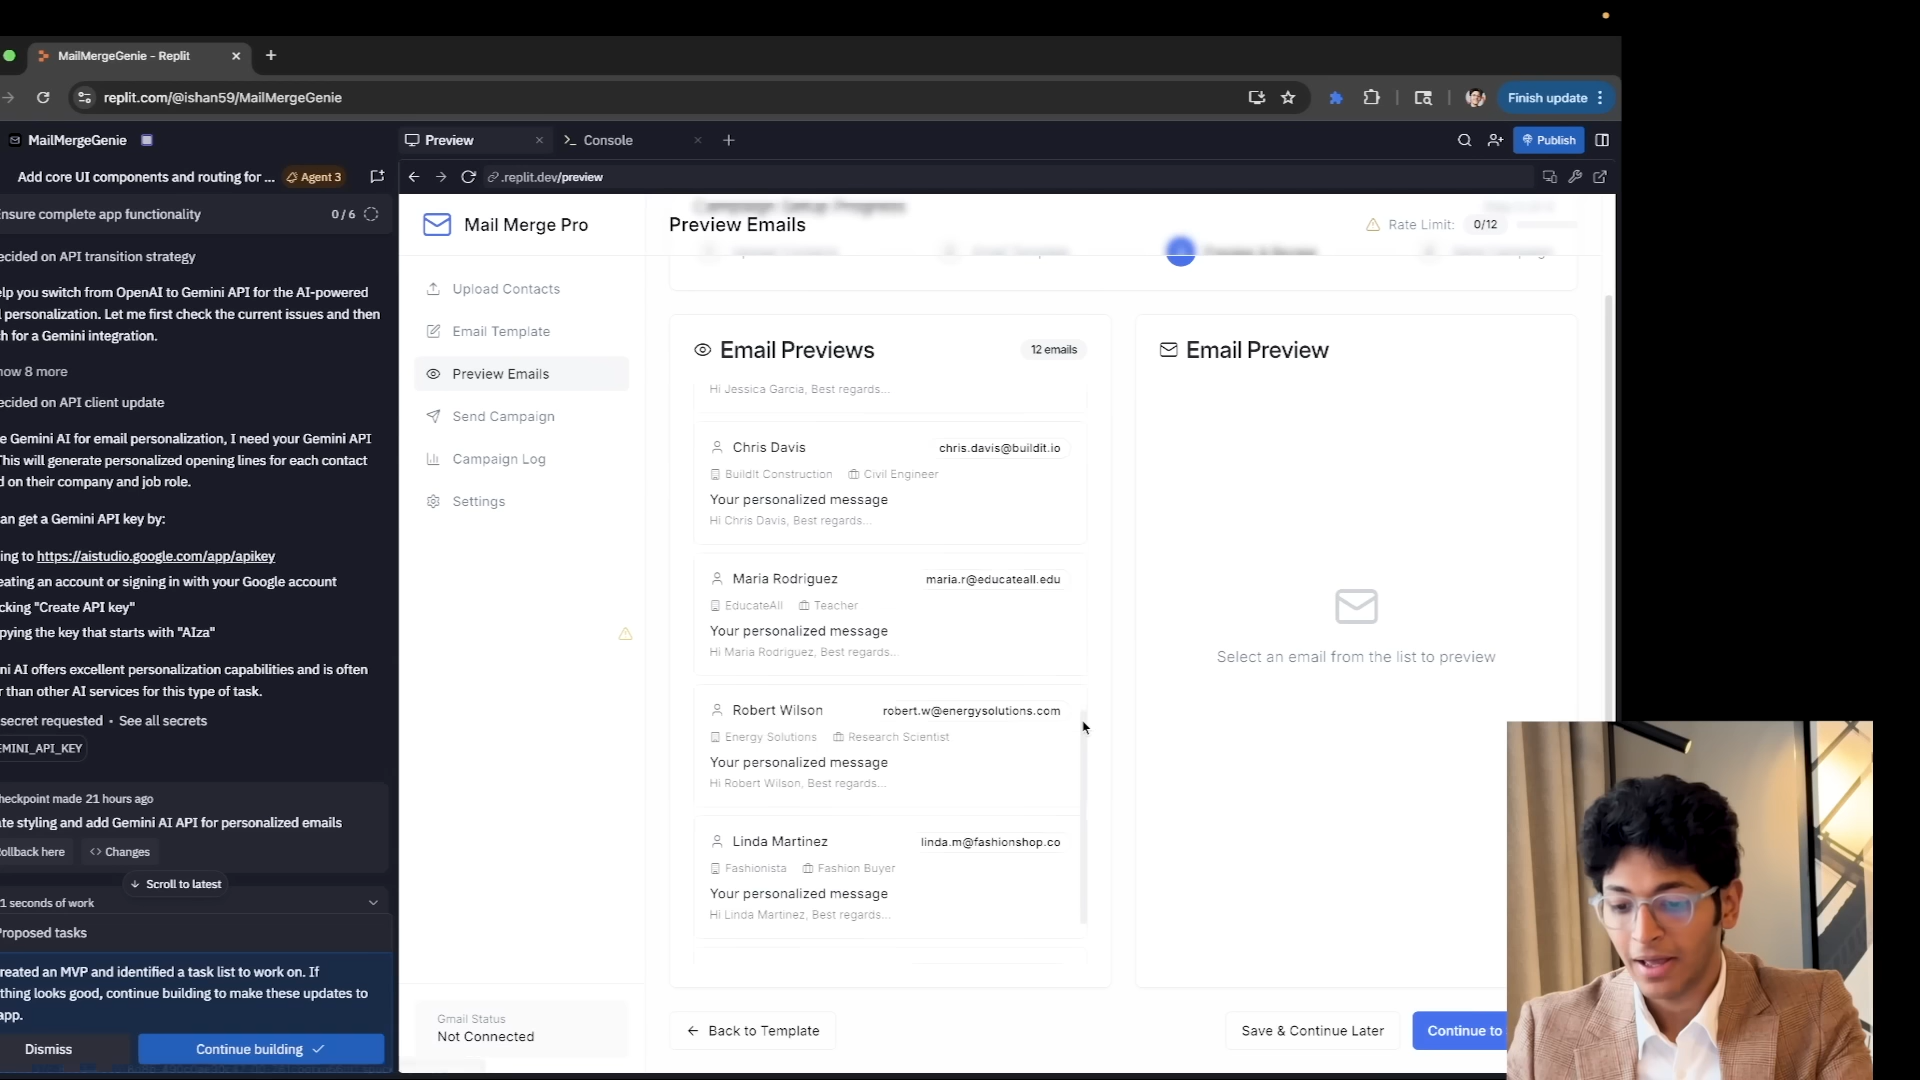 MailMergeGenie - Replit
replit.com/@ishan59/MailMergeGenie
Finish update
MailMergeGenie
Preview
Console
Publish
Add core UI components and routing for ...
Agent 3
.replit.dev/preview
nsure complete app functionality
0 / 6
ecided on API transition strategy
elp you switch from OpenAI to Gemini API for the AI-powered
l personalization. Let me first check the current issues and then
ch for a Gemini integration.
how 8 more
ecided on API client update
e Gemini AI for email personalization, I need your Gemini API
This will generate personalized opening lines for each contact
d on their company and job role.
an get a Gemini API key by:
ing to https://aistudio.google.com/app/apikey
eating an account or signing in with your Google account
cking "Create API key"
pying the key that starts with "AIza"
ni AI offers excellent personalization capabilities and is often
r than other AI services for this type of task.
secret requested • See all secrets
EMINI_API_KEY
heckpoint made 21 hours ago
ate styling and add Gemini AI API for personalized emails
ollback here
Changes
Scroll to latest
1 seconds of work
Proposed tasks
reated an MVP and identified a task list to work on. If
thing looks good, continue building to make these updates to
app.
Dismiss
Continue building
Mail Merge Pro
Upload Contacts
Email Template
Preview Emails
Send Campaign
Campaign Log
Settings
Gmail Status
Not Connected
Campaign Setup Progress
Preview Emails
Rate Limit: 0/12
Email Previews
12 emails
Hi Jessica Garcia, Best regards...
Chris Davis
chris.davis@buildit.io
BuildIt Construction
Civil Engineer
Your personalized message
Hi Chris Davis, Best regards...
Maria Rodriguez
maria.r@educateall.edu
EducateAll
Teacher
Your personalized message
Hi Maria Rodriguez, Best regards...
Robert Wilson
robert.w@energysolutions.com
Energy Solutions
Research Scientist
Your personalized message
Hi Robert Wilson, Best regards...
Linda Martinez
linda.m@fashionshop.co
Fashionista
Fashion Buyer
Your personalized message
Hi Linda Martinez, Best regards...
Email Preview
Select an email from the list to preview
Back to Template
Save & Continue Later
Continue to